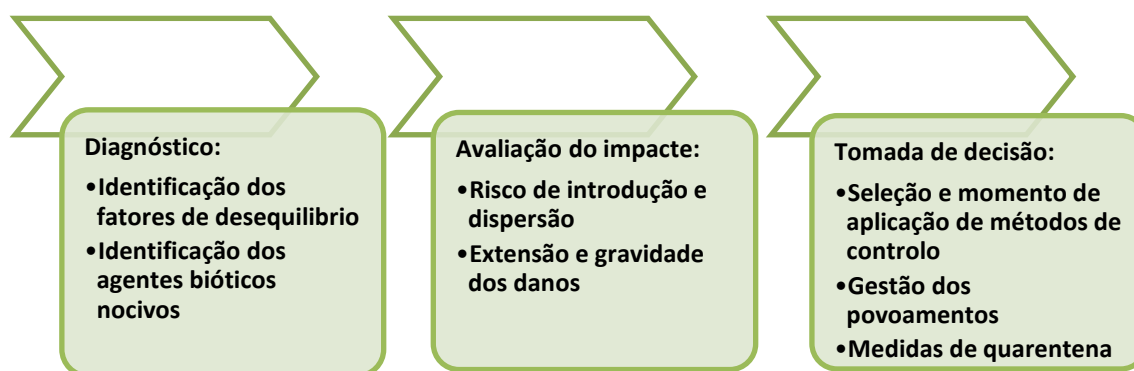 Diagnóstico:
•Identificação dos
fatores de desequilibrio
•Identificação dos
agentes bióticos
nocivos
Avaliação do impacte:
•Risco de introdução e
dispersão
•Extensão e gravidade
dos danos
Tomada de decisão:
•Seleção e momento de
aplicação de métodos de
controlo
•Gestão dos
povoamentos
•Medidas de quarentena